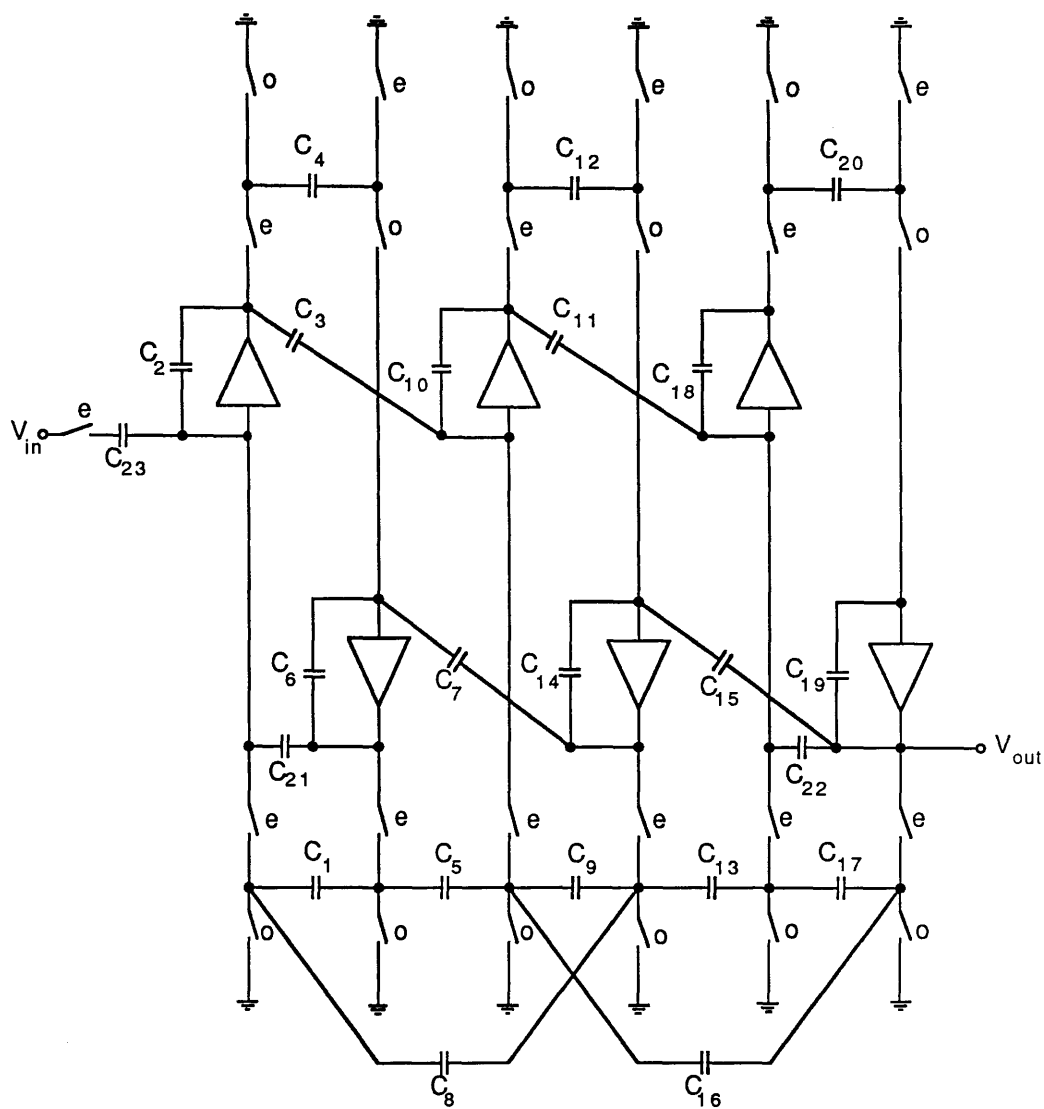 o e o e o e
C4 C12 C20
e o e o e o
C3 C11
C2 C10 C18
e
Vin
C23
C6 C7 C14 C15 C19
C21 C22 Vout
e e e e e e
C1 C5 C9 C13 C17
o o o o o o
C8 C16